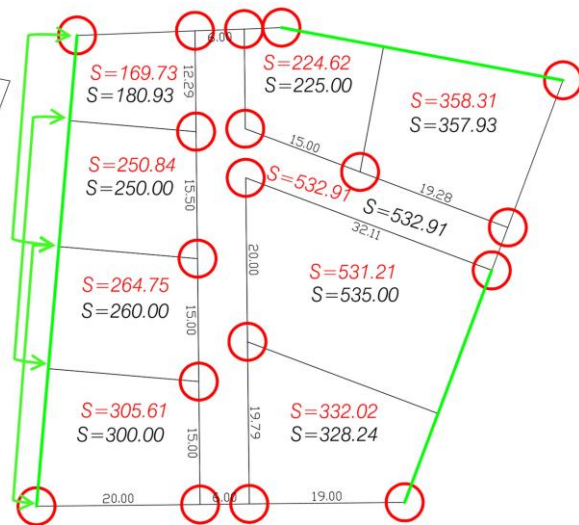 6.00
S=169.73
S=180.93
12.29
S=224.62
S=225.00
S=358.31
S=357.93
15.00
S=250.84
S=250.00
15.50
S=532.91
19.28
S=532.91
32.11
20.00
S=264.75
S=260.00
15.00
S=531.21
S=535.00
S=305.61
S=300.00
15.00
19.79
S=332.02
S=328.24
20.00
6.00
19.00